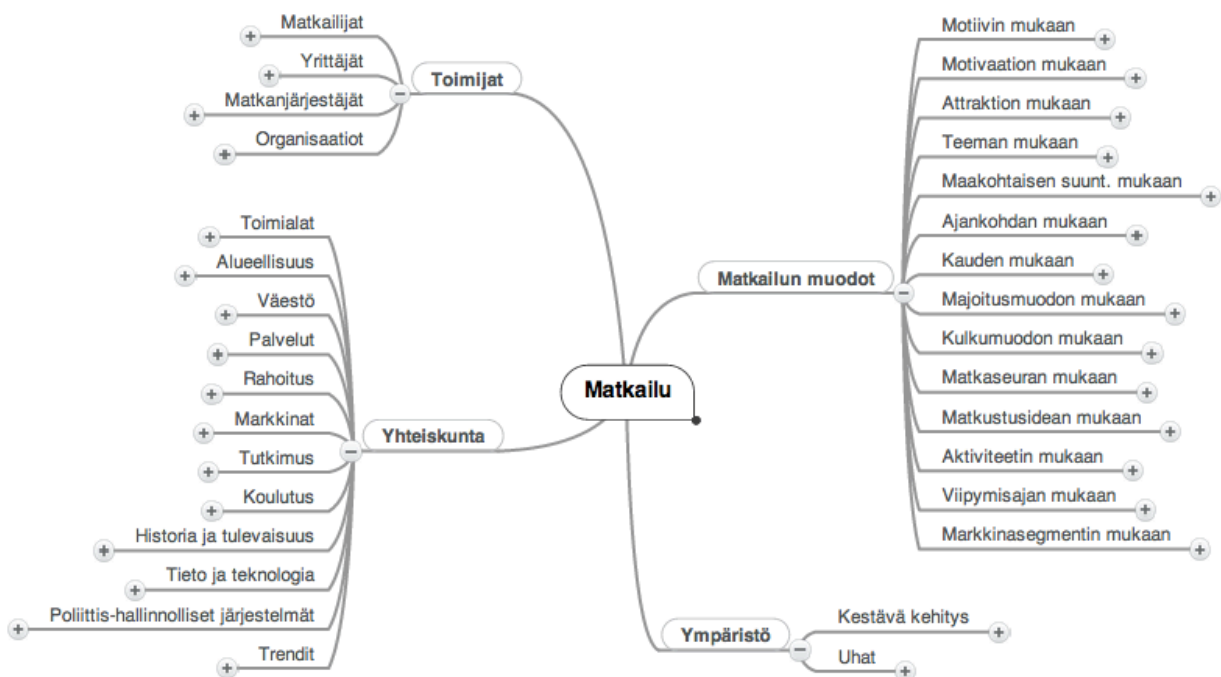 Matkailu
Toimijat
Matkailijat
Yrittäjät
Matkanjärjestäjät
Organisaatiot
Yhteiskunta
Toimialat
Alueellisuus
Väestö
Palvelut
Rahoitus
Markkinat
Tutkimus
Koulutus
Historia ja tulevaisuus
Tieto ja teknologia
Poliittis-hallinnolliset järjestelmät
Trendit
Matkailun muodot
Motiivin mukaan
Motivaation mukaan
Attraktion mukaan
Teeman mukaan
Maakohtaisen suunt. mukaan
Ajankohdan mukaan
Kauden mukaan
Majoitusmuodon mukaan
Kulkumuodon mukaan
Matkaseuran mukaan
Matkustusidean mukaan
Aktiviteetin mukaan
Viipymisajan mukaan
Markkinasegmentin mukaan
Ympäristö
Kestävä kehitys
Uhat